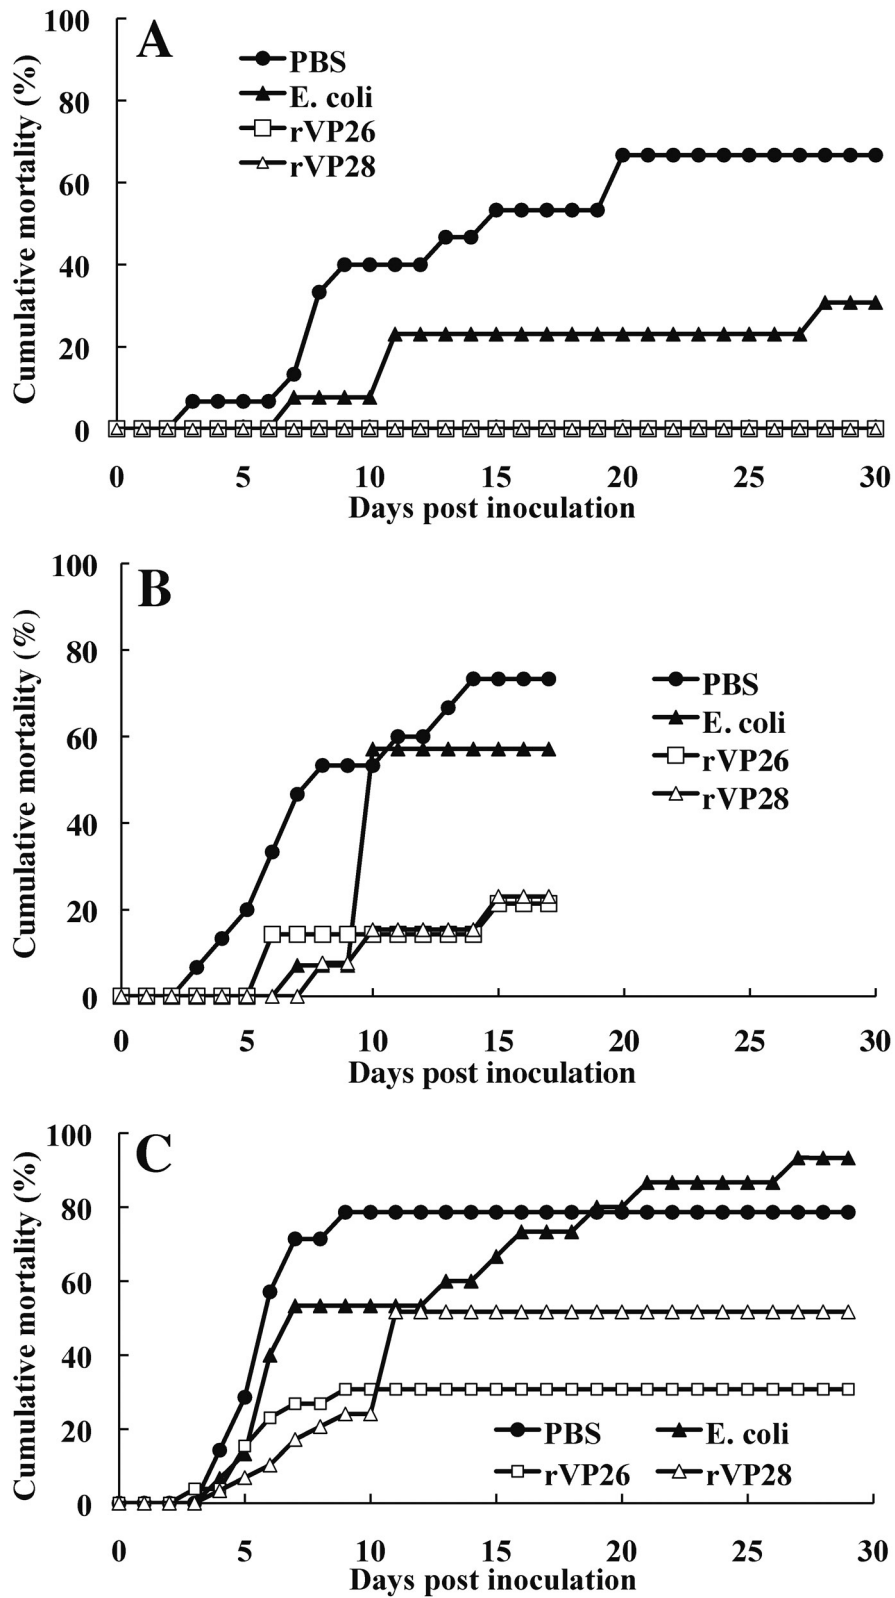 A
100
80
60
40
20
0
Cumulative mortality (%)
PBS
E. coli
rVP26
rVP28
0 5 10 15 20 25 30
Days post inoculation
B
100
80
60
40
20
0
Cumulative mortality (%)
PBS
E. coli
rVP26
rVP28
0 5 10 15 20 25 30
Days post inoculation
C
100
80
60
40
20
0
Cumulative mortality (%)
PBS E. coli
rVP26 rVP28
0 5 10 15 20 25 30
Days post inoculation